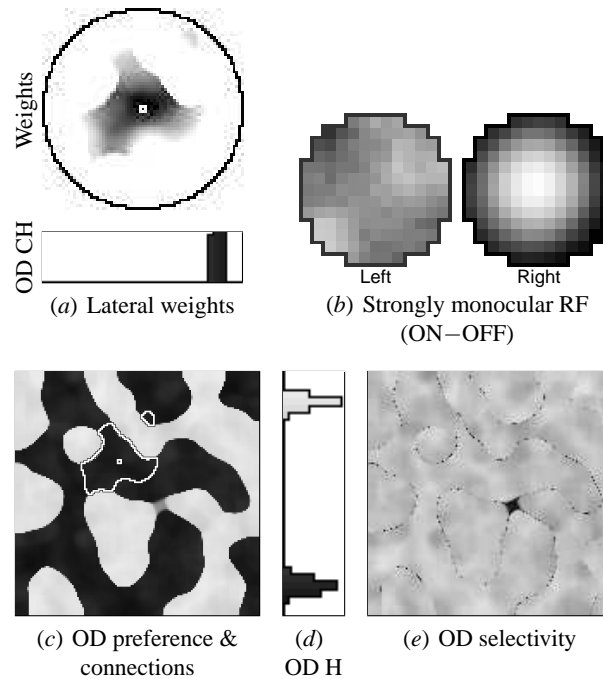 Weights
OD CH
(a) Lateral weights
Left
Right
(b) Strongly monocular RF
(ON−OFF)
(c) OD preference &
connections
(d)
OD H
(e) OD selectivity